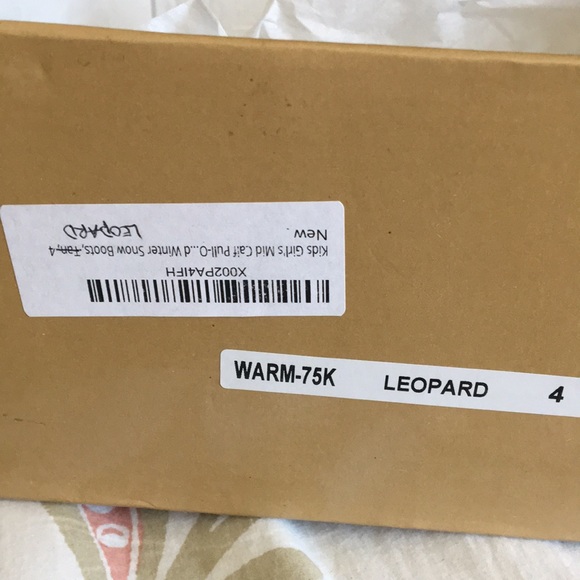 X002PA4IFH
Kids Girl's Mid Calf Pull-O...d Winter Snow Boots,Tan,4
New
LEOPARD
WARM-75K LEOPARD 4